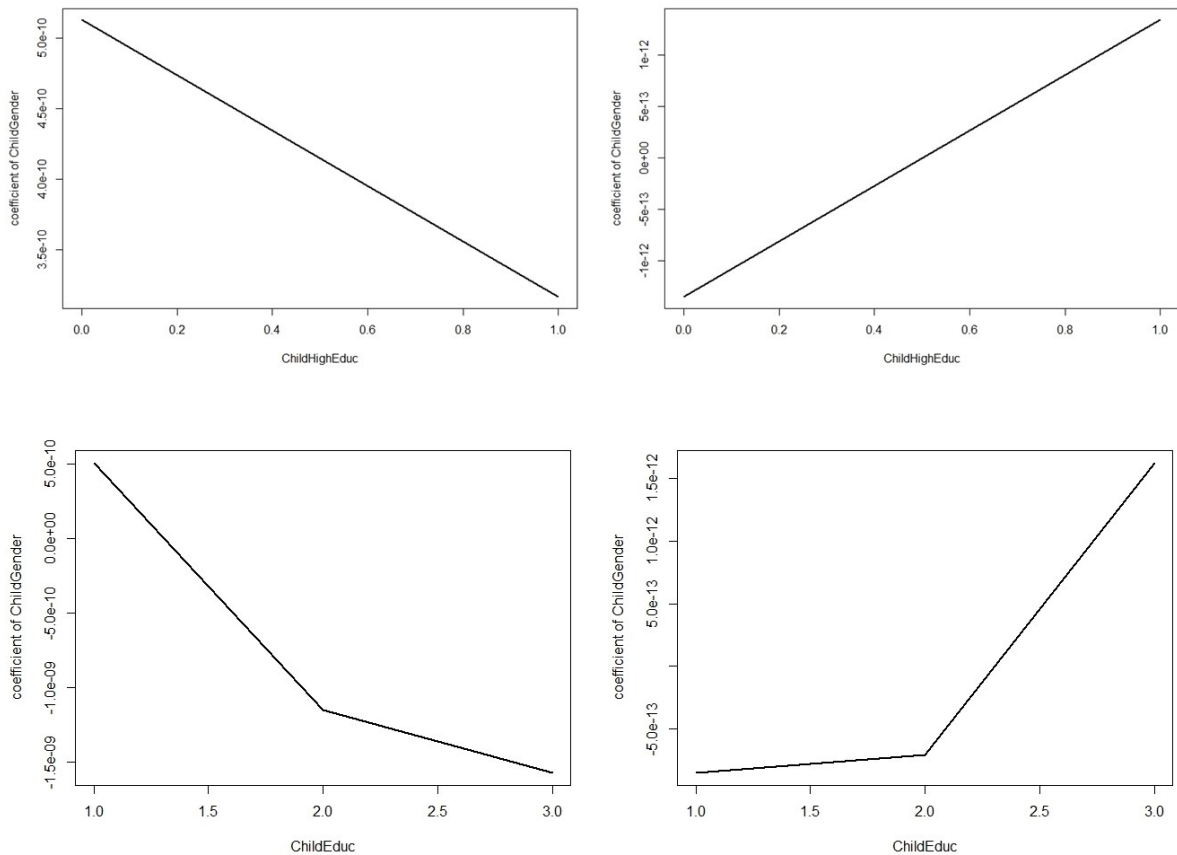 coefficient of ChildGender
5.0e-10
4.5e-10
4.0e-10
3.5e-10
0.0 0.2 0.4 0.6 0.8 1.0
ChildHighEduc
coefficient of ChildGender
1e-12
5e-13
0e+00
-5e-13
-1e-12
0.0 0.2 0.4 0.6 0.8 1.0
ChildHighEduc
coefficient of ChildGender
5.0e-10
0.0e+00
-5.0e-10
-1.0e-09
-1.5e-09
1.0 1.5 2.0 2.5 3.0
ChildEduc
coefficient of ChildGender
1.5e-12
1.0e-12
5.0e-13
-5.0e-13
1.0 1.5 2.0 2.5 3.0
ChildEduc